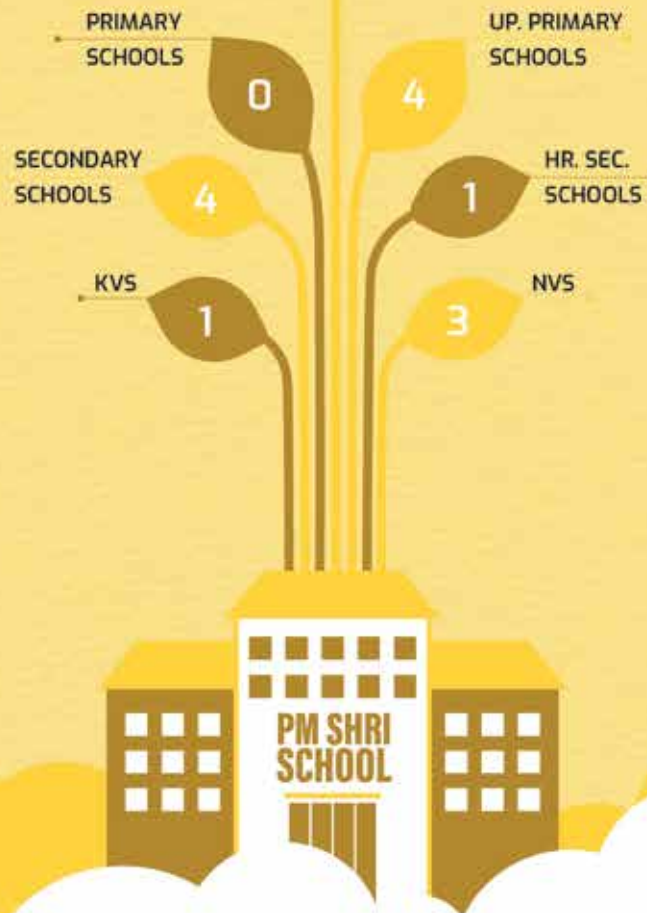 PRIMARY
SCHOOLS
0
UP. PRIMARY
SCHOOLS
4
SECONDARY
SCHOOLS
4
HR. SEC.
SCHOOLS
1
KVS
1
NVS
3
PM SHRI
SCHOOL